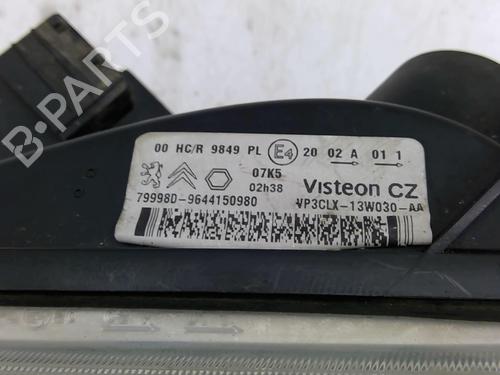 00 HC/R 9849 PL E4 20 02 A 01 1
07K5
02h38
Visteon CZ
79998D-9644150980
VP3CLX-13W030-AA
B-PARTS